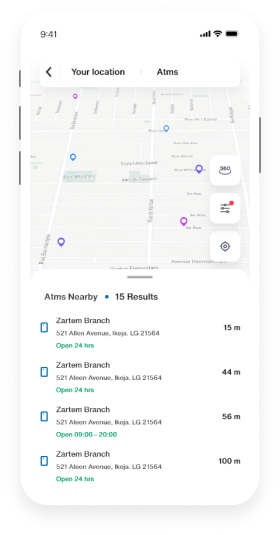 9:41
Your location
Atms
360
Atms Nearby • 15 Results
Zartem Branch
15 m
521 Allen Avenue, Ikeja, LG 21564
Open 24 hrs
Zartem Branch
44 m
521 Aleen Avenue, Ikeja, LG 21564
Open 24 hrs
Zartem Branch
56 m
521 Aleen Avenue, Ikeja, LG 21564
Open 09:00 - 20:00
Zartem Branch
100 m
521 Aleen Avenue, Ikeja, LG 21564
Open 24 hrs